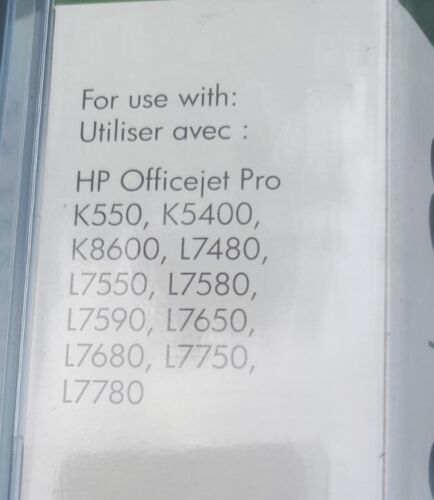 For use with:
Utiliser avec :
HP Officejet Pro
K550, K5400,
K8600, L7480,
L7550, L7580,
L7590, L7650,
L7680, L7750,
L7780